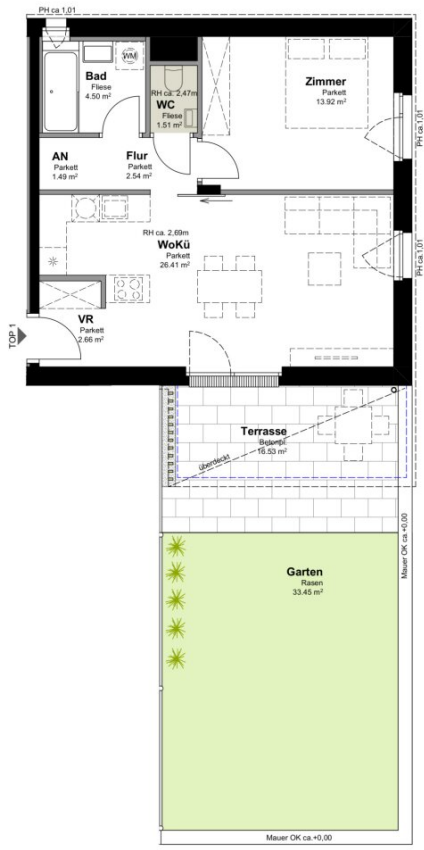 PH ca 1,01
Bad
Fliese
4.50 m²
WM
RH ca. 2,47m
WC
Fliese
1.51 m²
Zimmer
Parkett
13.92 m²
PH ca.1,01
AN
Parkett
1.49 m²
Flur
Parkett
2.54 m²
RH ca. 2,69m
WoKü
Parkett
26.41 m²
PH ca.1,01
TOP 1
VR
Parkett
2.66 m²
Terrasse
Betonpl.
16.53 m²
überdeckt
Mauer OK ca.+0,00
Garten
Rasen
33.45 m²
Mauer OK ca.+0,00